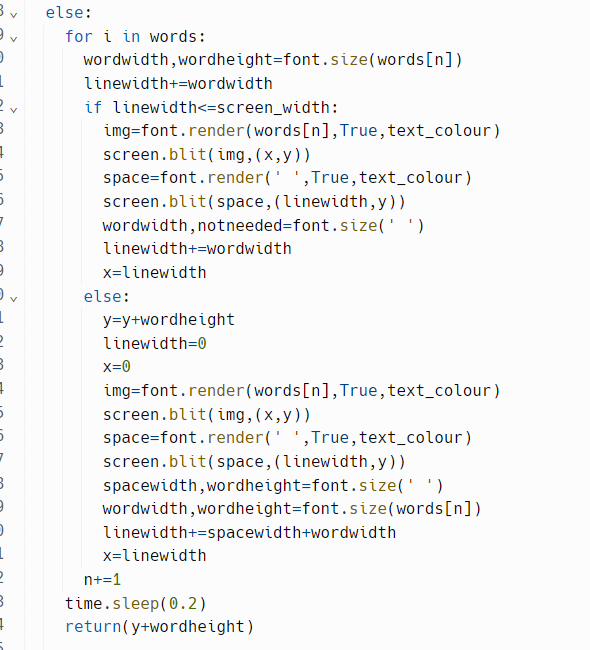 else:
for i in words:
wordwidth,wordheight=font.size(words[n])
linewidth+=wordwidth
if linewidth<=screen_width:
img=font.render(words[n],True,text_colour)
screen.blit(img,(x,y))
space=font.render(' ',True,text_colour)
screen.blit(space,(linewidth,y))
wordwidth,notneeded=font.size(' ')
linewidth+=wordwidth
x=linewidth
else:
y=y+wordheight
linewidth=0
x=0
img=font.render(words[n],True,text_colour)
screen.blit(img,(x,y))
space=font.render(' ',True,text_colour)
screen.blit(space,(linewidth,y))
spacewidth,wordheight=font.size(' ')
wordwidth,wordheight=font.size(words[n])
linewidth+=spacewidth+wordwidth
x=linewidth
n+=1
time.sleep(0.2)
return(y+wordheight)